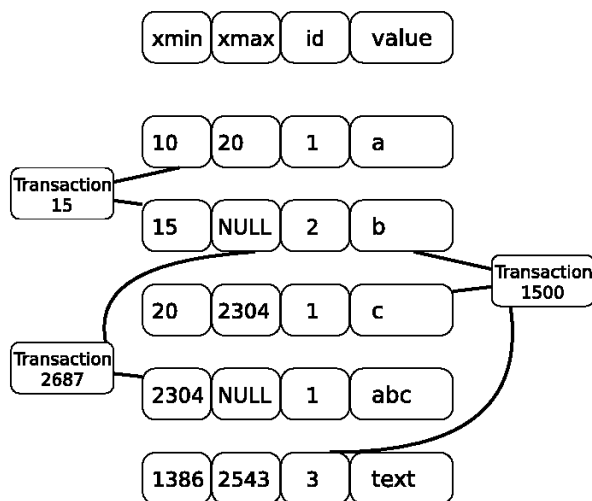 xmin xmax id value
10 20 1 a
Transaction
15
15 NULL 2 b
Transaction
1500
20 2304 1 c
Transaction
2687
2304 NULL 1 abc
1386 2543 3 text